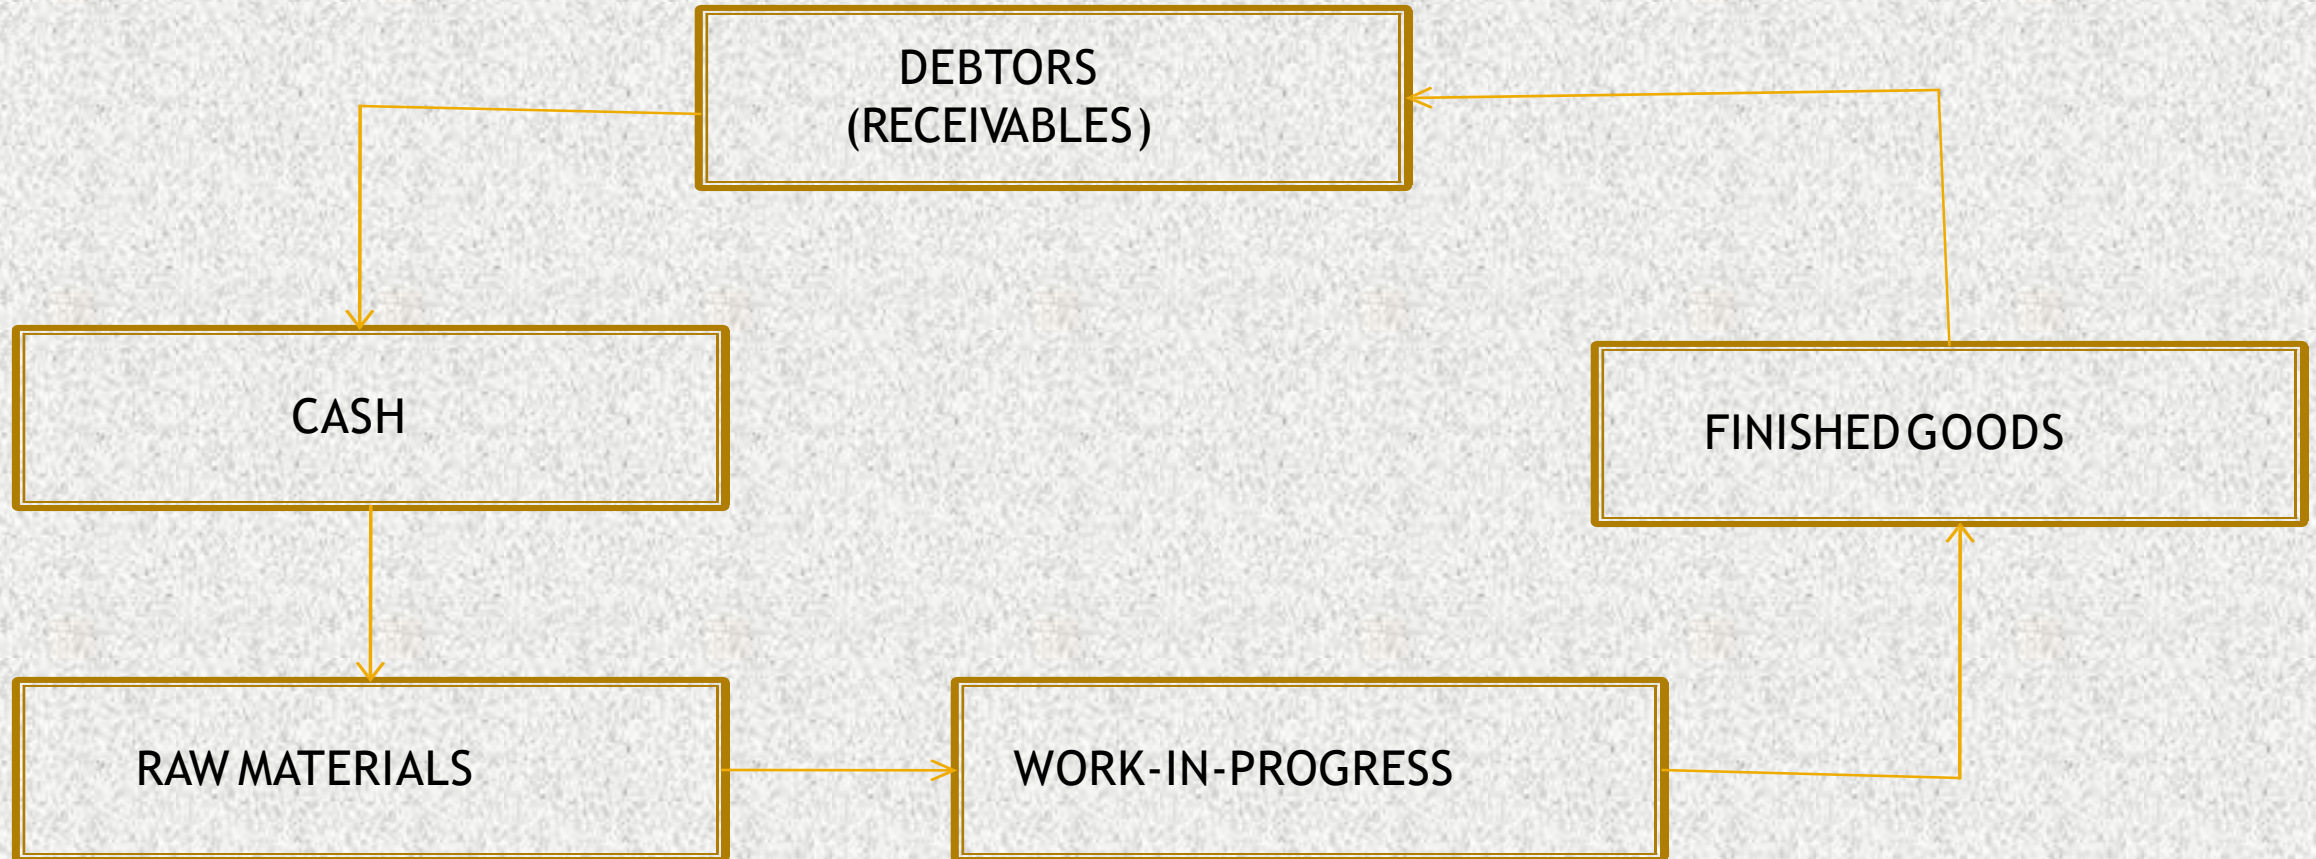 DEBTORS
(RECEIVABLES)
CASH
FINISHED GOODS
RAW MATERIALS
WORK-IN-PROGRESS